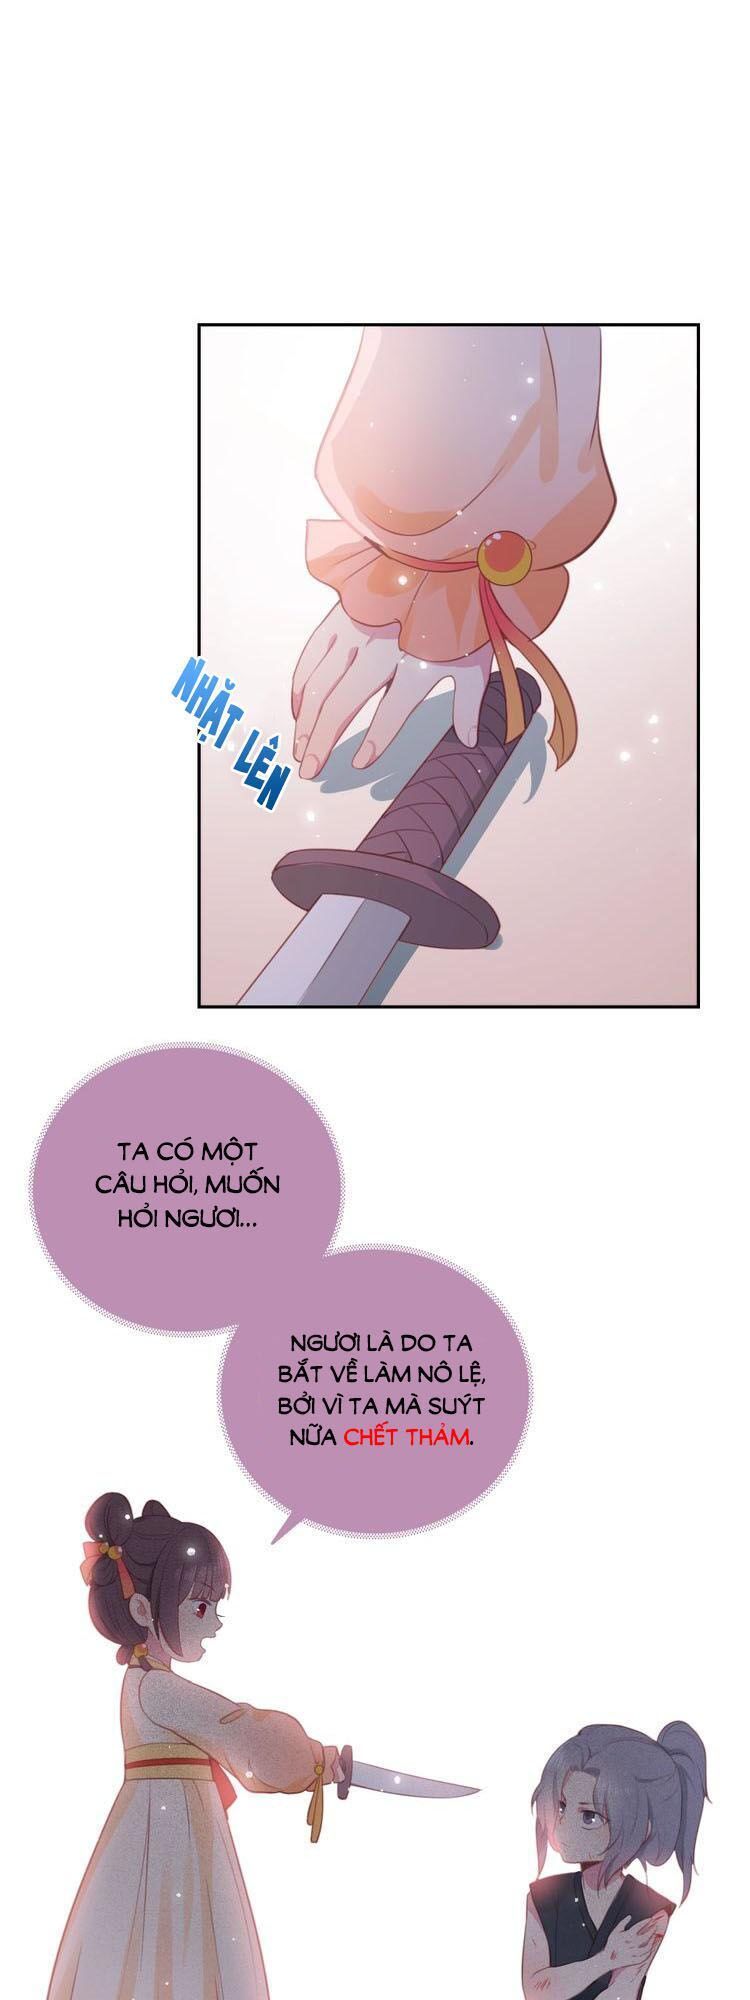 NHẶT LÊN
TA CÓ MỘT
CÂU HỎI, MUỐN
HỎI NGƯƠI...
NGƯƠI LÀ DO TA
BẮT VỀ LÀM NÔ LỆ,
BỞI VÌ TA MÀ SUÝT
NỮA CHẾT THẢM.